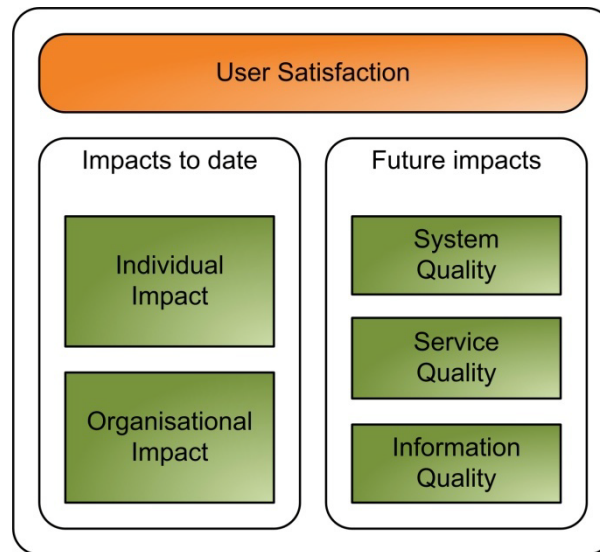 User Satisfaction
Impacts to date
Individual
Impact
Organisational
Impact
Future impacts
System
Quality
Service
Quality
Information
Quality